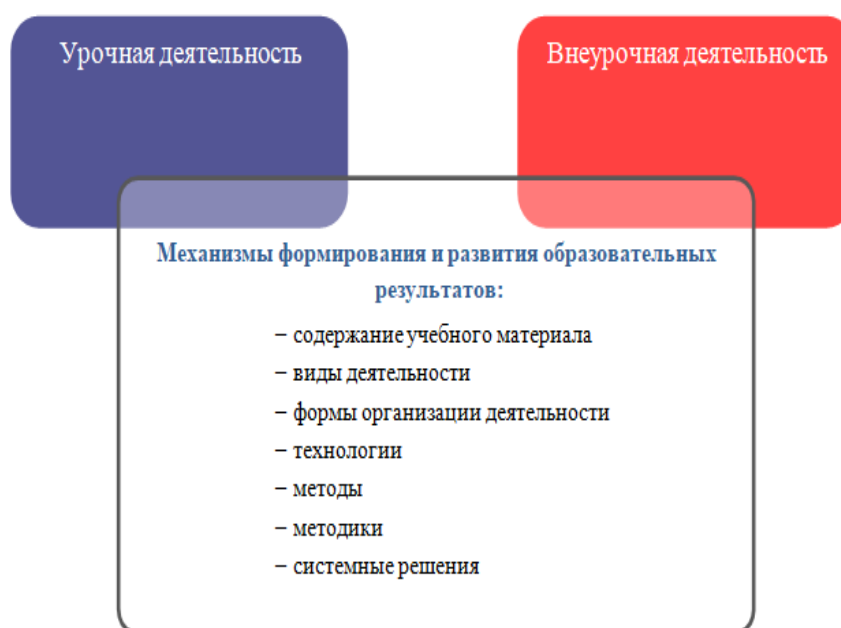 Урочная деятельность
Внеурочная деятельность
Механизмы формирования и развития образовательных
результатов:
– содержание учебного материала
– виды деятельности
– формы организации деятельности
– технологии
– методы
– методики
– системные решения